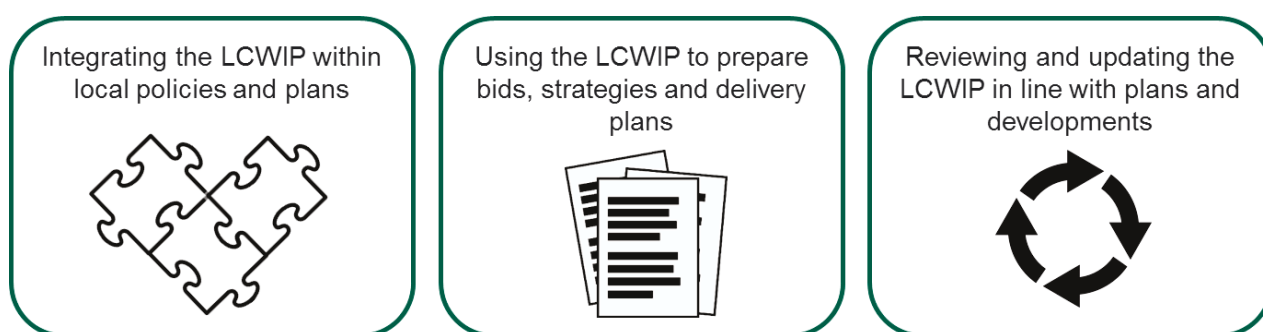 Integrating the LCWIP within
local policies and plans
Using the LCWIP to prepare
bids, strategies and delivery
plans
Reviewing and updating the
LCWIP in line with plans and
developments